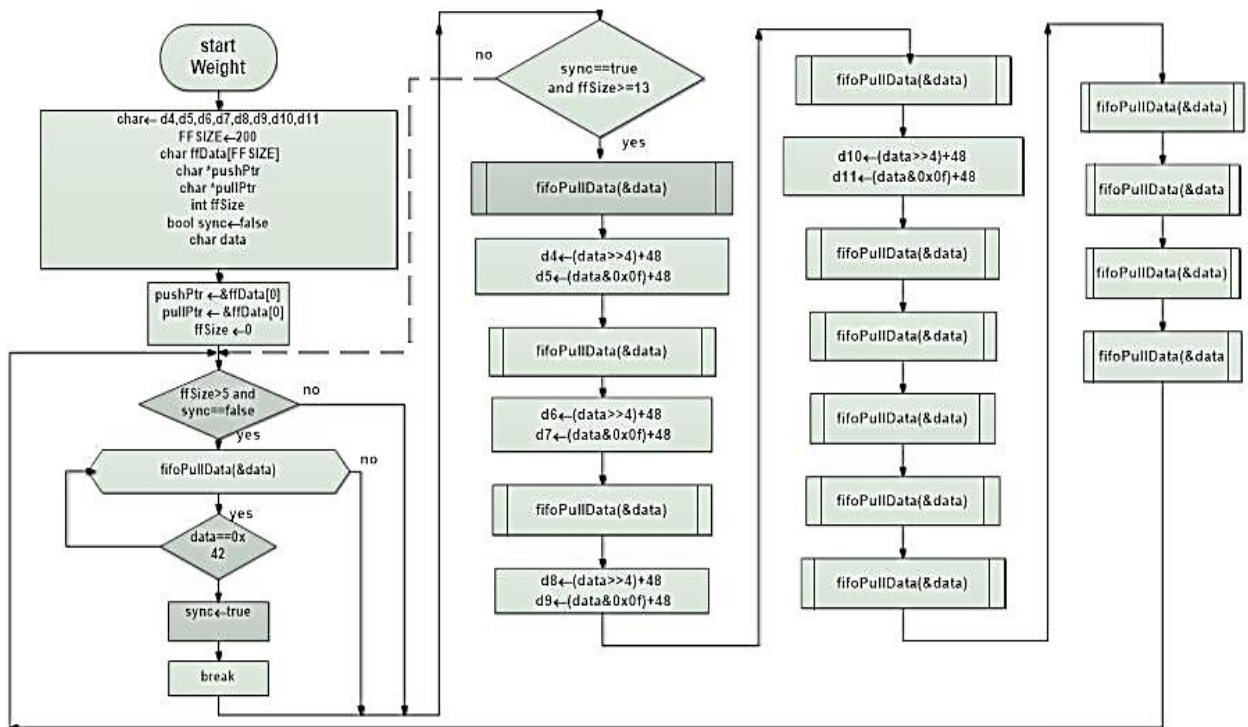 start
Weight
char← d4,d5,d6,d7,d8,d9,d10,d11
FFSIZE←200
char ffData[FFSIZE]
char *pushPtr
char *pullPtr
int ffSize
bool sync←false
char data
pushPtr ←&ffData[0]
pullPtr ←&ffData[0]
ffSize ←0
ffSize>5 and
sync==false
no
yes
fifoPullData(&data)
no
yes
data==0x
42
sync←true
break
no
sync==true
and ffSize>=13
yes
fifoPullData(&data)
d4←(data>>4)+48
d5←(data&0x0f)+48
fifoPullData(&data)
d6←(data>>4)+48
d7←(data&0x0f)+48
fifoPullData(&data)
d8←(data>>4)+48
d9←(data&0x0f)+48
fifoPullData(&data)
d10←(data>>4)+48
d11←(data&0x0f)+48
fifoPullData(&data)
fifoPullData(&data)
fifoPullData(&data)
fifoPullData(&data)
fifoPullData(&data)
fifoPullData(&data)
fifoPullData(&data
fifoPullData(&data
fifoPullData(&data